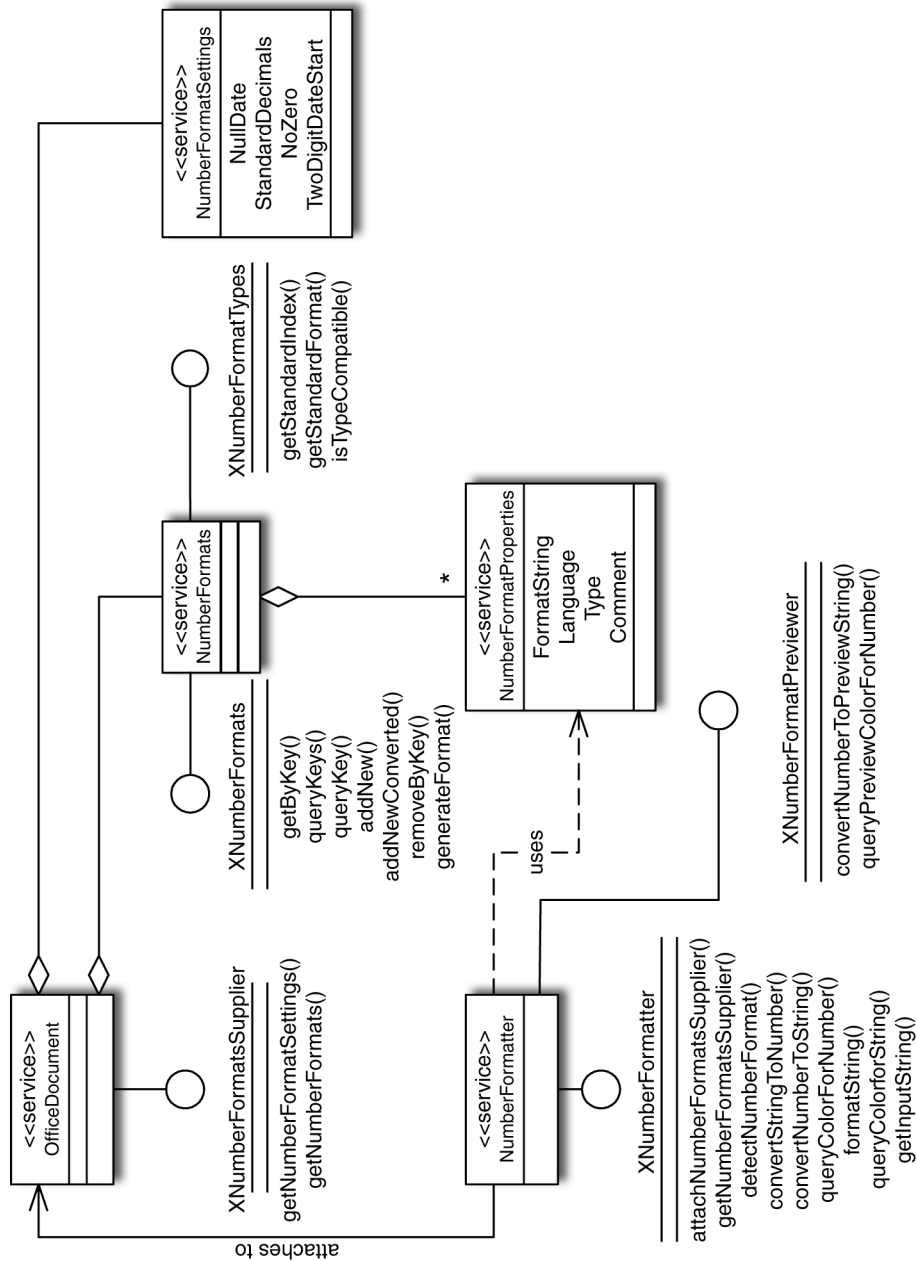 <<service>>
OfficeDocument
XNumberFormatsSupplier
getNumberFormatSettings()
getNumberFormats()
attaches to
<<service>>
NumberFormats
XNumberFormats
getByKey()
queryKeys()
queryKey()
addNew()
addNewConverted()
removeByKey()
generateFormat()
XNumberFormatTypes
getStandardIndex()
getStandardFormat()
isTypeCompatible()
<<service>>
NumberFormatSettings
NullDate
StandardDecimals
NoZero
TwoDigitDateStart
<<service>>
NumberFormatter
XNumberFormatter
attachNumberFormatsSupplier()
getNumberFormatsSupplier()
detectNumberFormat()
convertStringToNumber()
convertNumberToString()
queryColorForNumber()
formatString()
queryColorforString()
getInputString()
uses
*
<<service>>
NumberFormatProperties
FormatString
Language
Type
Comment
XNumberFormatPreviewer
convertNumberToPreviewString()
queryPreviewColorForNumber()